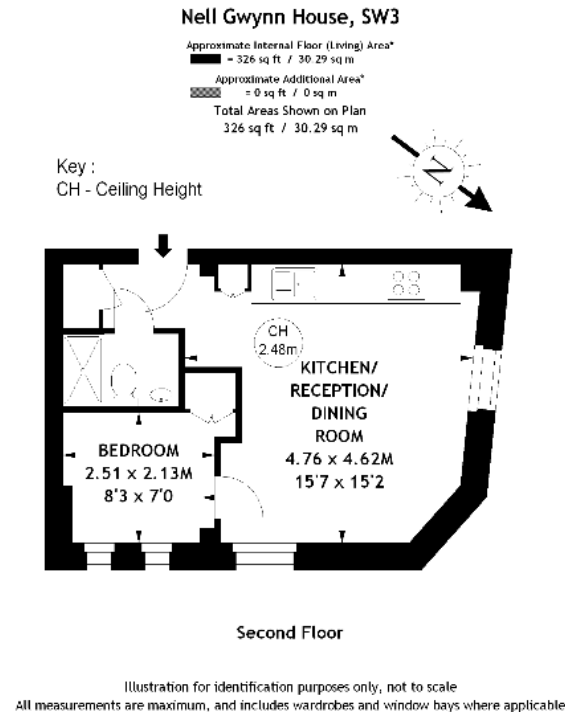 Nell Gwynn House, SW3
Approximate Internal Floor (Living) Area*
= 326 sq ft / 30.29 sq m
Approximate Additional Area*
= 0 sq ft / 0 sq m
Total Areas Shown on Plan
326 sq ft / 30.29 sq m
Key :
CH - Ceiling Height
N
CH
2.48m
KITCHEN/
RECEPTION/
DINING
ROOM
4.76 x 4.62M
15'7 x 15'2
BEDROOM
2.51 x 2.13M
8'3 x 7'0
Second Floor
Illustration for identification purposes only, not to scale
All measurements are maximum, and includes wardrobes and window bays where applicable